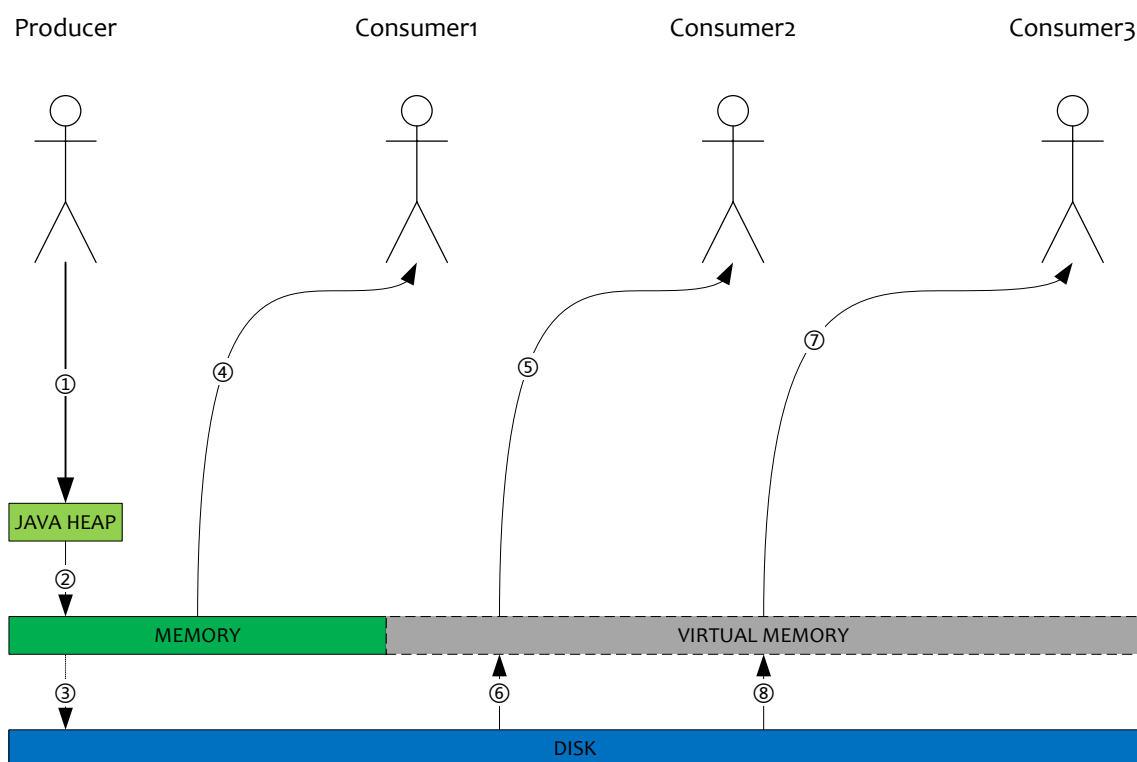 Producer
Consumer1
Consumer2
Consumer3
④
⑤
⑦
①
JAVA HEAP
②
MEMORY
VIRTUAL MEMORY
③
⑥
⑧
DISK